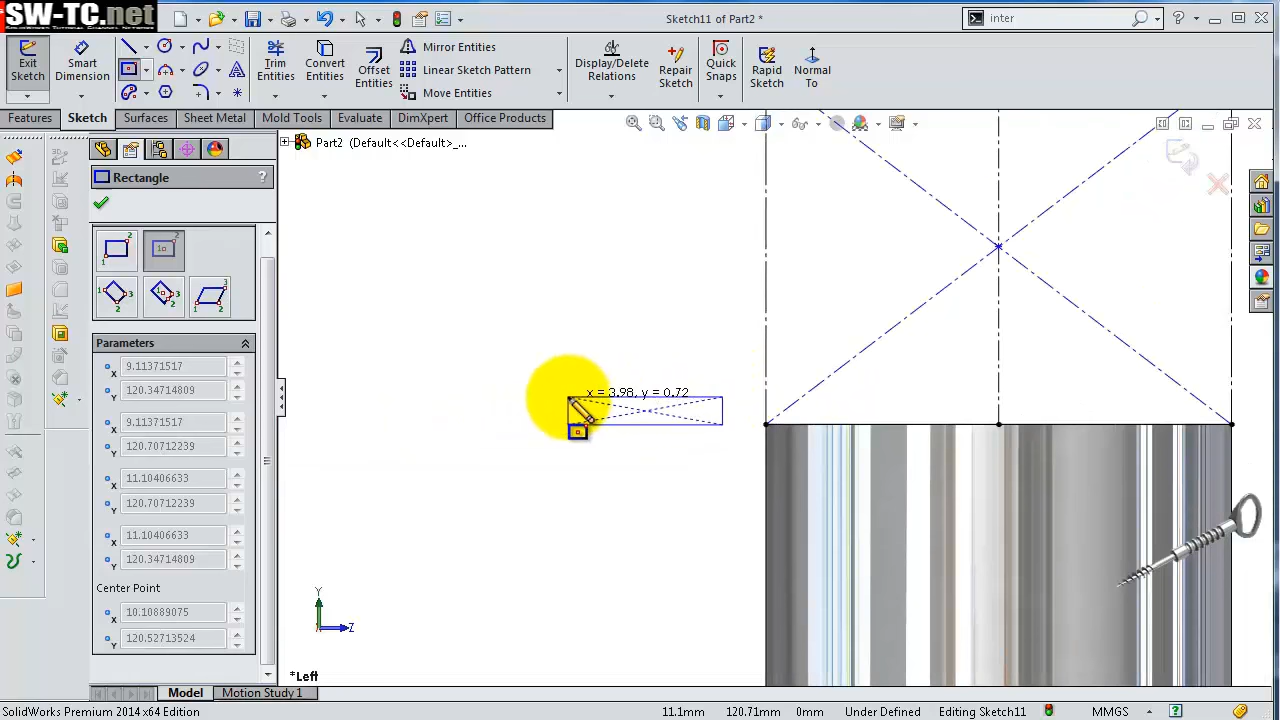 SW-TC.net
SOLIDWORKS TUTORIAL CHANNEL NETWORK
Sketch11 of Part2 *
inter
Exit Sketch
Smart Dimension
Trim Entities
Convert Entities
Offset Entities
Mirror Entities
Linear Sketch Pattern
Move Entities
Display/Delete Relations
Repair Sketch
Quick Snaps
Rapid Sketch
Normal To
Features
Sketch
Surfaces
Sheet Metal
Mold Tools
Evaluate
DimXpert
Office Products
Part2 (Default<<Default>_...
Rectangle
?
Parameters
X 9.11371517
Y 120.34714809
X 9.11371517
Y 120.70712239
X 11.10406633
Y 120.70712239
X 11.10406633
Y 120.34714809
Center Point
X 10.10889075
Y 120.52713524
x = 3.98, y = 0.72
Y
Z
*Left
Model
Motion Study 1
SolidWorks Premium 2014 x64 Edition
11.1mm
120.71mm
0mm
Under Defined
Editing Sketch11
MMGS